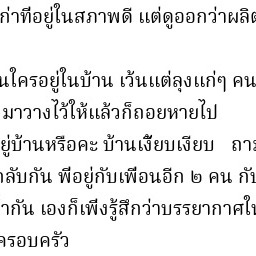 ก่าที่อยู่ในสภาพดี แต่ดูออกว่าผลิต
นใครอยู่ในบ้าน เว้นแต่ลุงแก่ๆ คน
มาวางไว้ให้แล้วก็ถอยหายไป
ยู่บ้านหรือคะ บ้านเงี้ยบเงียบ ถาม
กลับกัน พี่อยู่กับเพื่อนอีก ๒ คน กับ
ากัน เองก็เพิ่งรู้สึกว่าบรรยากาศใน
ครอบครัว